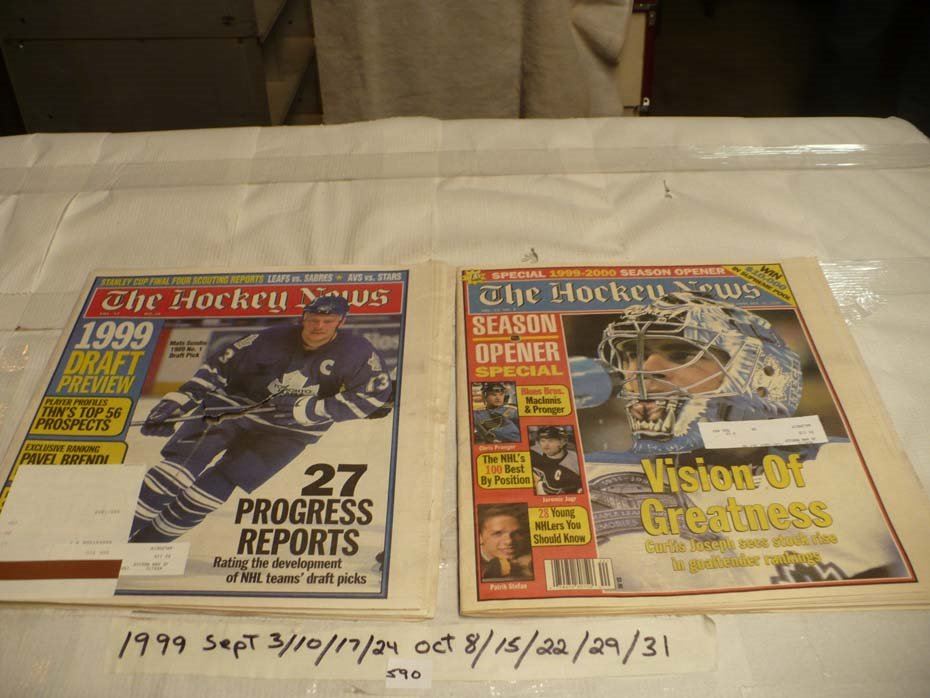 STANLEY CUP FINAL FOUR SCOUTING REPORTS LEAFS vs. SABRES ★ AVS vs. STARS
The Hockey News
1999
DRAFT
PREVIEW
Mats Sundin
1989 No. 1
Draft Pick
PLAYER PROFILES
THN'S TOP 56
PROSPECTS
EXCLUSIVE RANKING
PAVEL BRENDL
27
PROGRESS
REPORTS
Rating the development
of NHL teams' draft picks
SPECIAL 1999-2000 SEASON OPENER
WIN
$10,000
IN SUPREME POOL
The Hockey News
SEASON
OPENER
SPECIAL
Blues Bros.
MacInnis
& Pronger
Chris Pronger
The NHL's
100 Best
By Position
Jaromir Jagr
28 Young
NHLers You
Should Know
Patrik Stefan
Vision Of
Greatness
Curtis Joseph sees stock rise
in goaltender rankings
1999 Sept 3/10/17/24 Oct 8/15/22/29/31
590